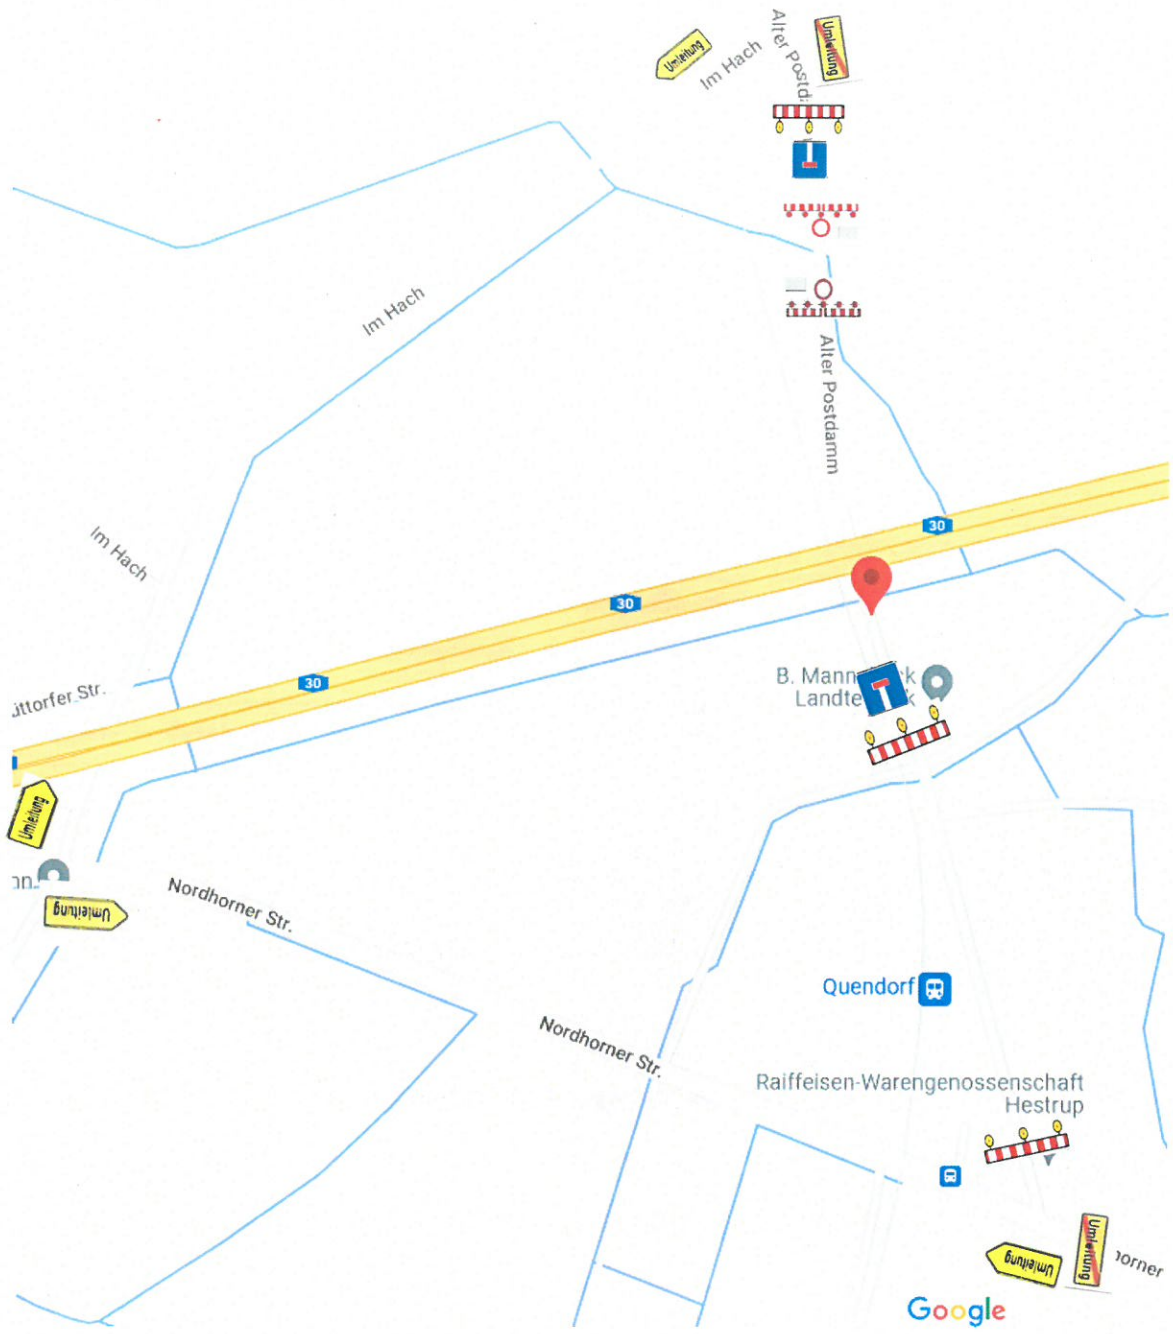 Umleitung
Im Hach
Alter Postd
Umleitung
Im Hach
Alter Postdamm
Im Hach
30
30
30
ittorfer Str.
B. Mann
k
Landte
k
Umleitung
Nordhorner Str.
Umleitung
Quendorf
Nordhorner Str.
Raiffeisen-Warengenossenschaft
Hestrup
Umleitung
Umleitung
orner
Google